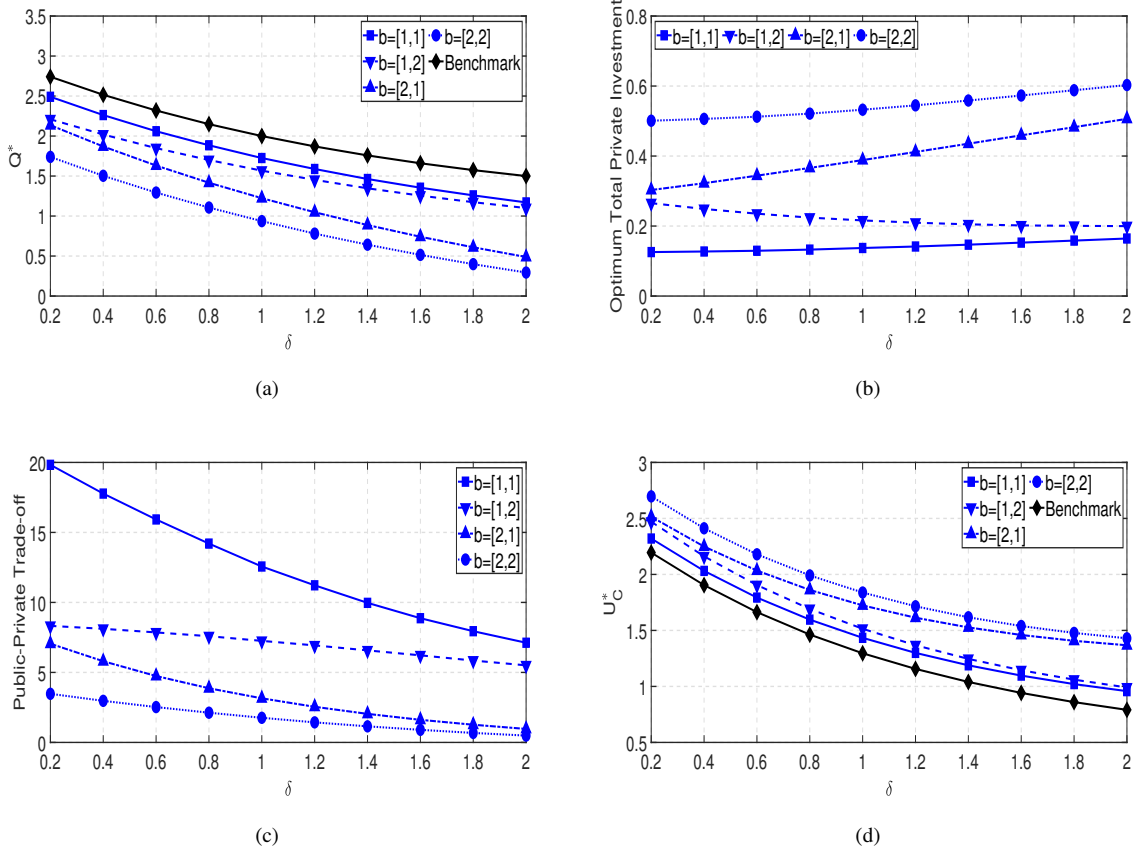 3.5
3
2.5
2
1.5
1
0.5
0
Q*
b=[1,1] b=[2,2]
b=[1,2] Benchmark
b=[2,1]
0.2 0.4 0.6 0.8 1 1.2 1.4 1.6 1.8 2
δ
(a)
0.8
0.6
0.4
0.2
0
Optimum Total Private Investment
b=[1,1] b=[1,2] b=[2,1] b=[2,2]
0.2 0.4 0.6 0.8 1 1.2 1.4 1.6 1.8 2
δ
(b)
20
15
10
5
0
Public-Private Trade-off
b=[1,1]
b=[1,2]
b=[2,1]
b=[2,2]
0.2 0.4 0.6 0.8 1 1.2 1.4 1.6 1.8 2
δ
(c)
3
2.5
2
1.5
1
0.5
U*C
b=[1,1] b=[2,2]
b=[1,2] Benchmark
b=[2,1]
0.2 0.4 0.6 0.8 1 1.2 1.4 1.6 1.8 2
δ
(d)